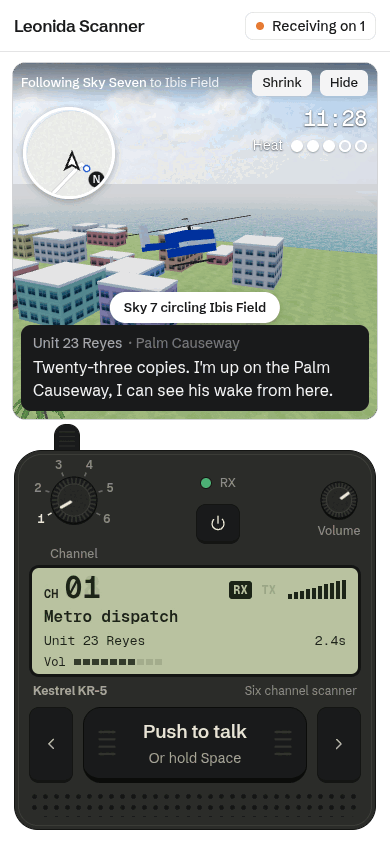 Leonida Scanner
Receiving on 1
Following Sky Seven to Ibis Field
Shrink
Hide
11:28
Heat
N
Sky 7 circling Ibis Field
Unit 23 Reyes · Palm Causeway
Twenty-three copies. I'm up on the Palm
Causeway, I can see his wake from here.
3 4
2 5
1 6
Channel
RX
Volume
CH 01
RX TX
Metro dispatch
Unit 23 Reyes 2.4s
Vol
Kestrel KR-5
Six channel scanner
Push to talk
Or hold Space